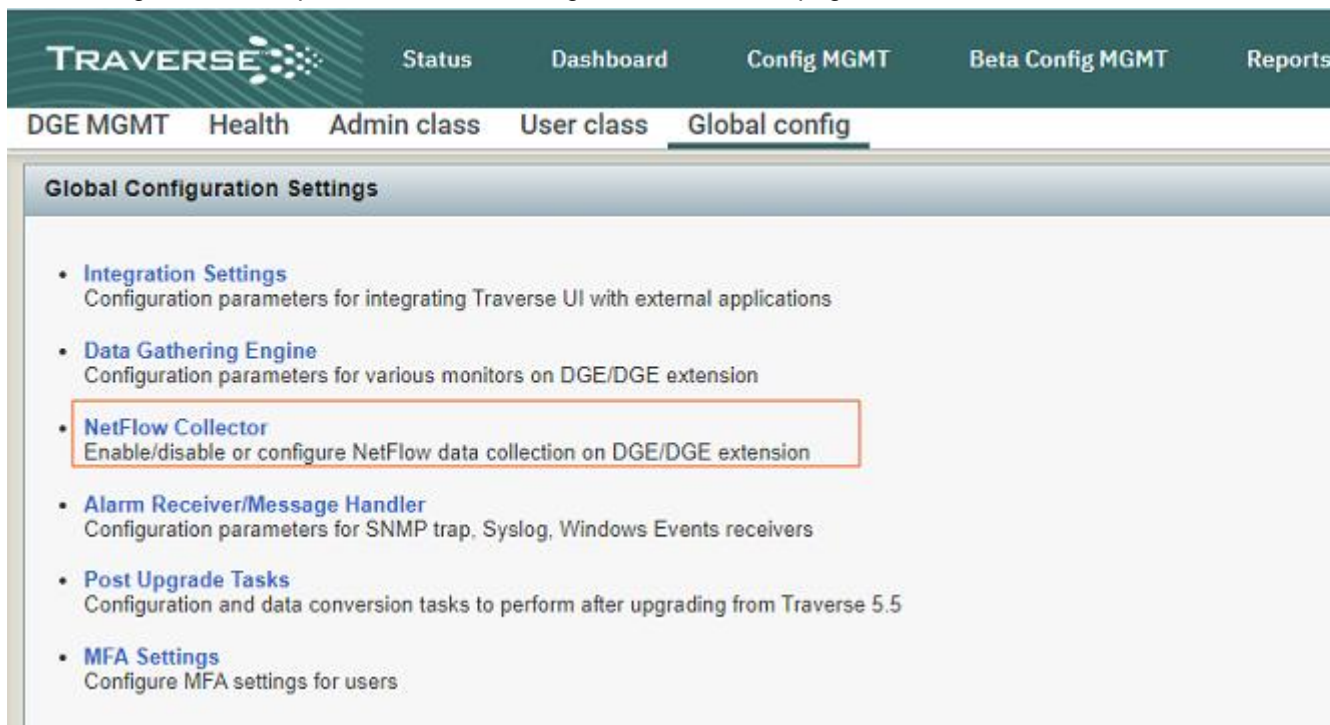 TRAVERSE Status Dashboard Config MGMT Beta Config MGMT Reports
DGE MGMT Health Admin class User class Global config
Global Configuration Settings
• Integration Settings
Configuration parameters for integrating Traverse UI with external applications
• Data Gathering Engine
Configuration parameters for various monitors on DGE/DGE extension
• NetFlow Collector
Enable/disable or configure NetFlow data collection on DGE/DGE extension
• Alarm Receiver/Message Handler
Configuration parameters for SNMP trap, Syslog, Windows Events receivers
• Post Upgrade Tasks
Configuration and data conversion tasks to perform after upgrading from Traverse 5.5
• MFA Settings
Configure MFA settings for users